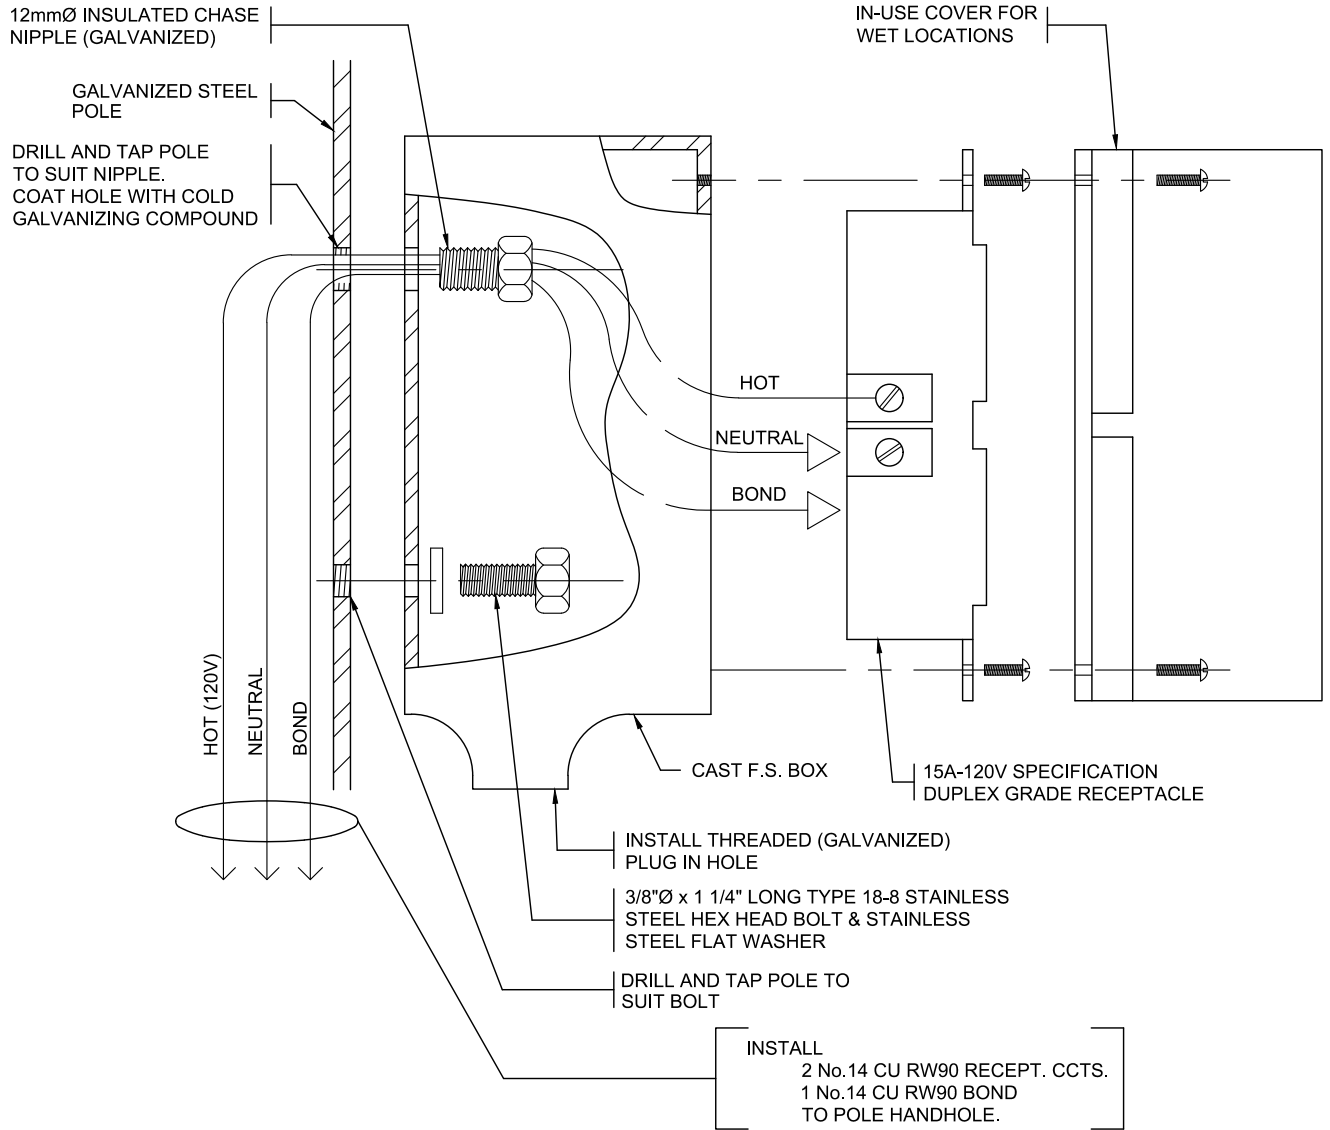 12mmØ INSULATED CHASE
NIPPLE (GALVANIZED)
IN-USE COVER FOR
WET LOCATIONS
GALVANIZED STEEL
POLE
DRILL AND TAP POLE
TO SUIT NIPPLE.
COAT HOLE WITH COLD
GALVANIZING COMPOUND
HOT
NEUTRAL
BOND
HOT (120V)
NEUTRAL
BOND
CAST F.S. BOX
15A-120V SPECIFICATION
DUPLEX GRADE RECEPTACLE
INSTALL THREADED (GALVANIZED)
PLUG IN HOLE
3/8"Ø x 1 1/4" LONG TYPE 18-8 STAINLESS
STEEL HEX HEAD BOLT & STAINLESS
STEEL FLAT WASHER
DRILL AND TAP POLE TO
SUIT BOLT
INSTALL
2 No.14 CU RW90 RECEPT. CCTS.
1 No.14 CU RW90 BOND
TO POLE HANDHOLE.